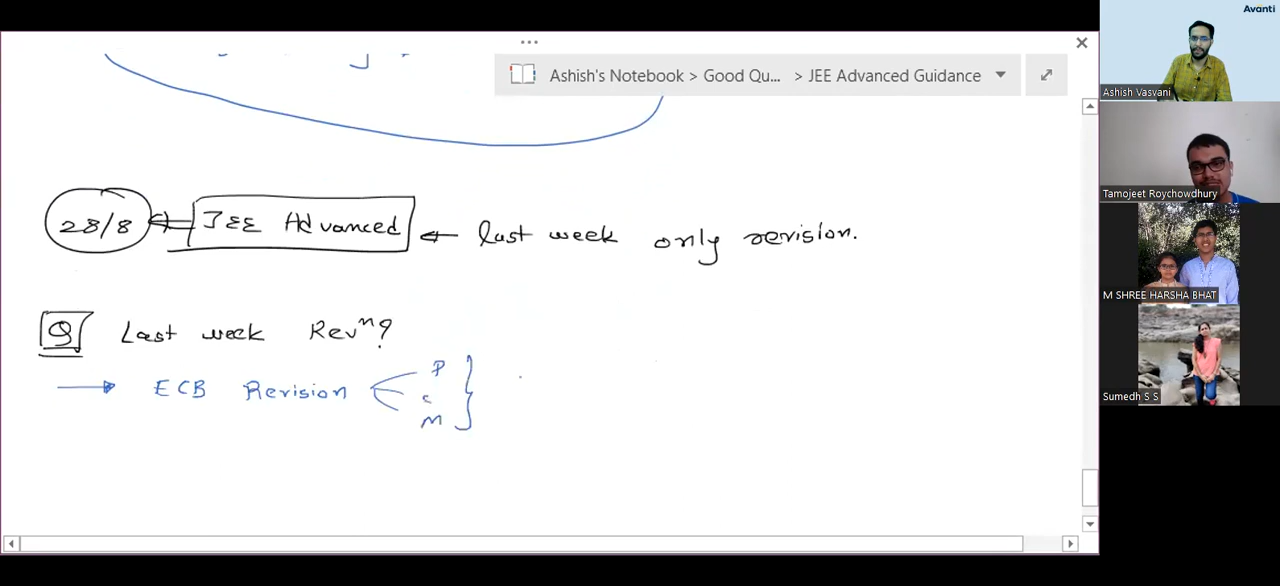 Avanti
Ashish's Notebook > Good Qu... > JEE Advanced Guidance
Ashish Vasvani
Tamojeet Roychowdhury
M SHREE HARSHA BHAT
Sumedh S S
28/8 JEE Advanced last week only revision.
Q Last week Revⁿ?
ECB Revision P
C
M